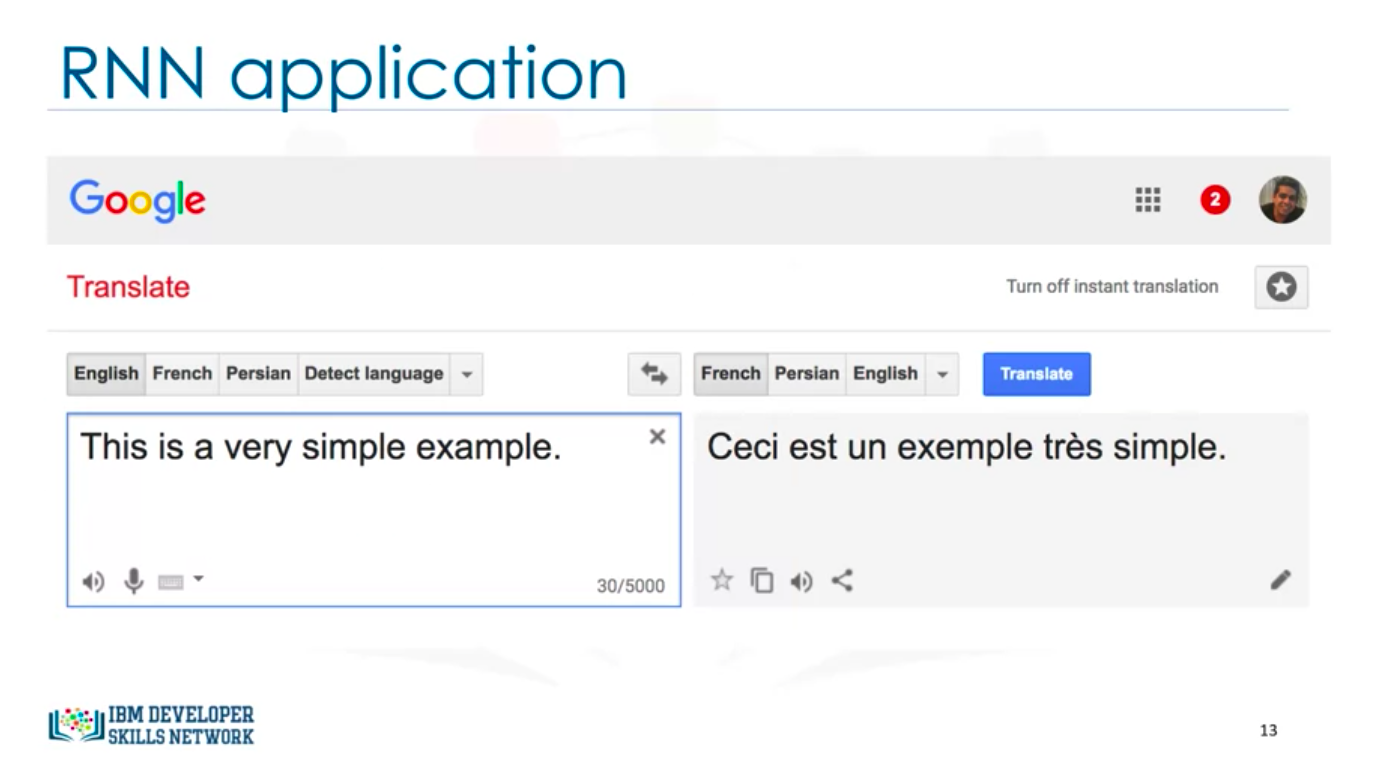 RNN application
Google
2
Translate
Turn off instant translation
English French Persian Detect language
French Persian English
Translate
This is a very simple example.
Ceci est un exemple très simple.
30/5000
IBM DEVELOPER
SKILLS NETWORK
13